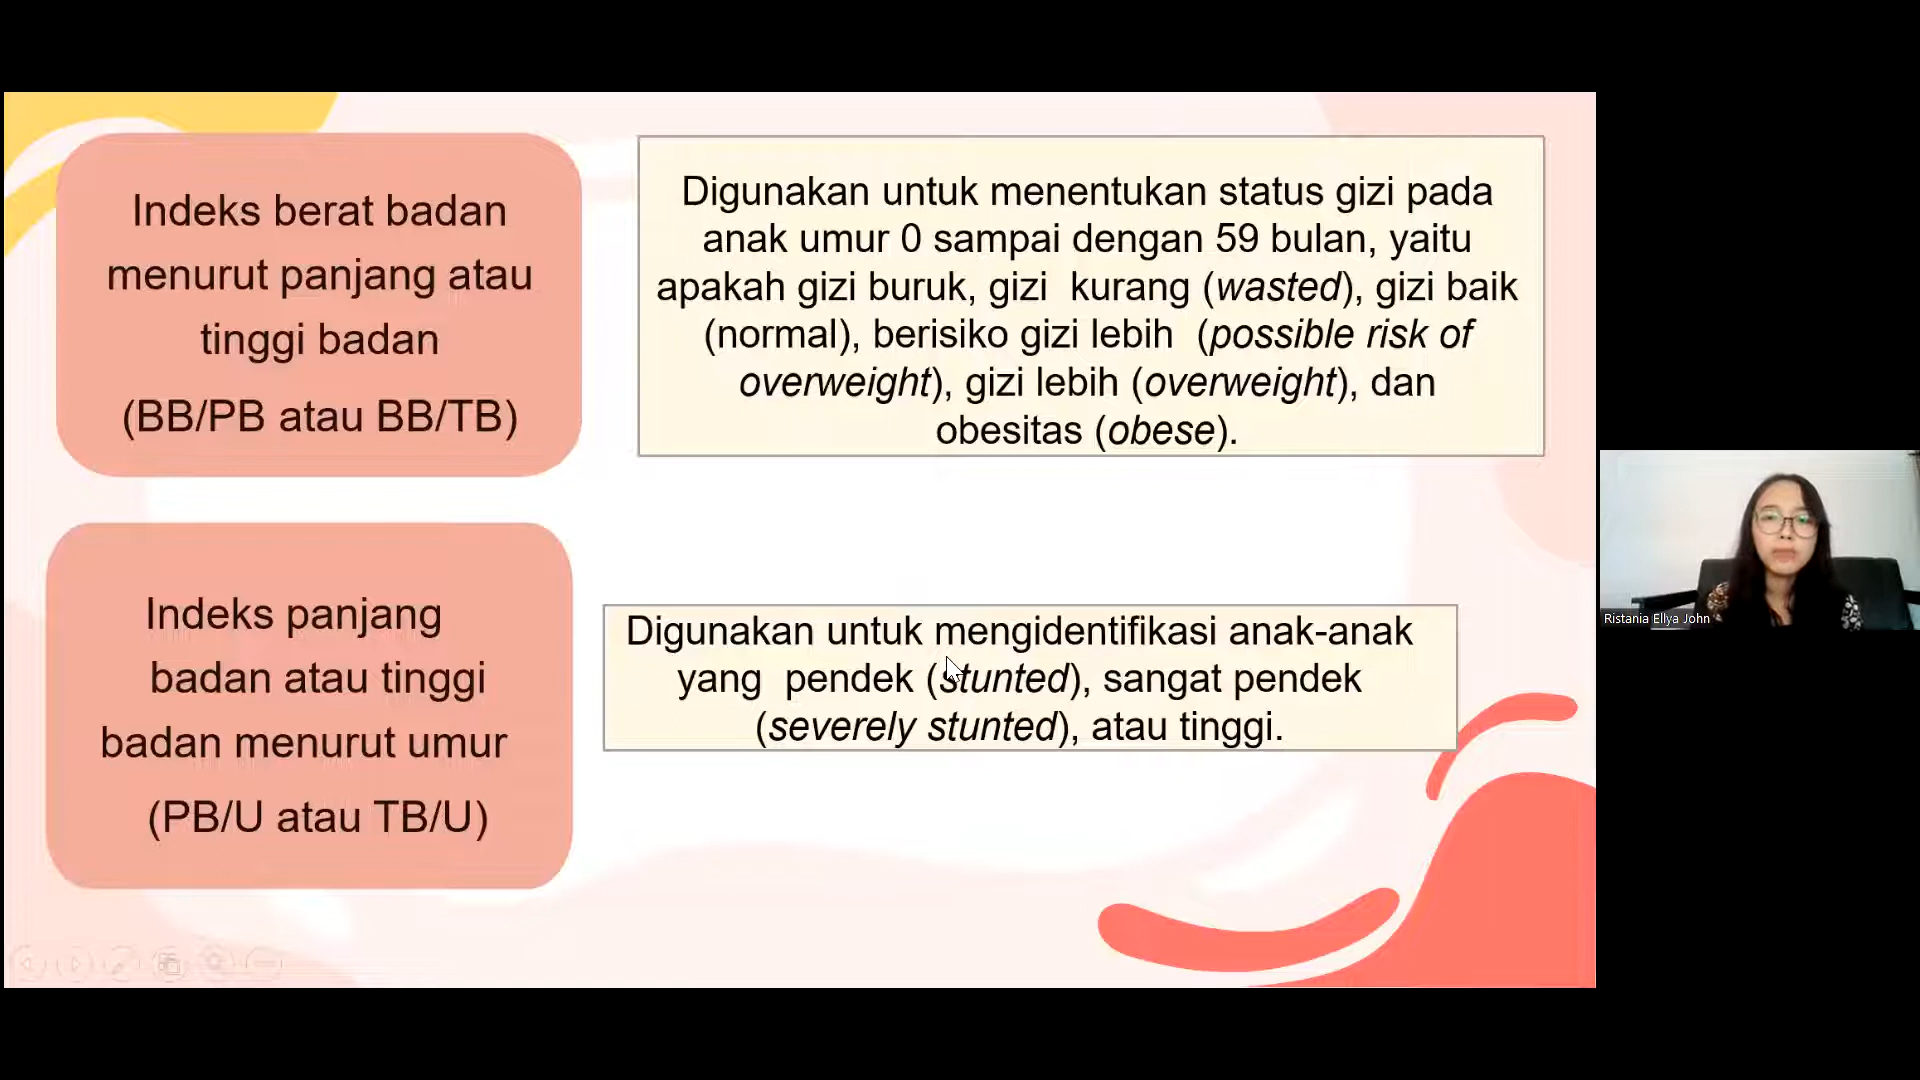 Indeks berat badan
menurut panjang atau
tinggi badan
(BB/PB atau BB/TB)
Digunakan untuk menentukan status gizi pada
anak umur 0 sampai dengan 59 bulan, yaitu
apakah gizi buruk, gizi kurang (wasted), gizi baik
(normal), berisiko gizi lebih (possible risk of
overweight), gizi lebih (overweight), dan
obesitas (obese).
Indeks panjang
badan atau tinggi
badan menurut umur
(PB/U atau TB/U)
Digunakan untuk mengidentifikasi anak-anak
yang pendek (stunted), sangat pendek
(severely stunted), atau tinggi.
Ristania Ellya John